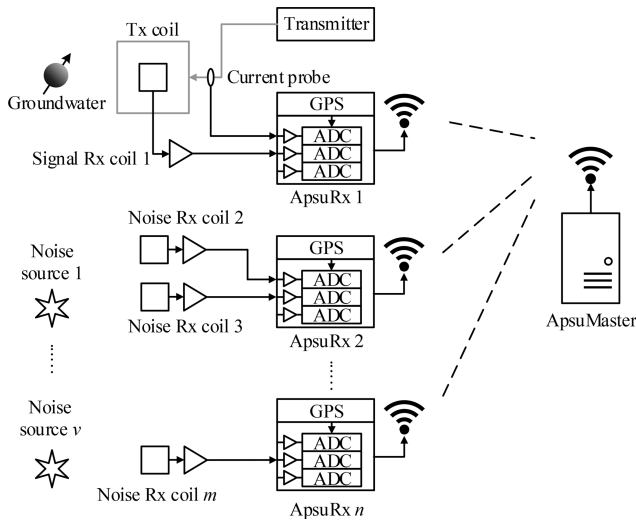 Tx coil
Transmitter
Current probe
Groundwater
GPS
ADC
Signal Rx coil 1
ADC
ADC
ApsuRx 1
Noise Rx coil 2
Noise
source 1
GPS
ADC
Noise Rx coil 3
ADC
ADC
ApsuRx 2
ApsuMaster
Noise
source v
GPS
ADC
ADC
Noise Rx coil m
ADC
ApsuRx n